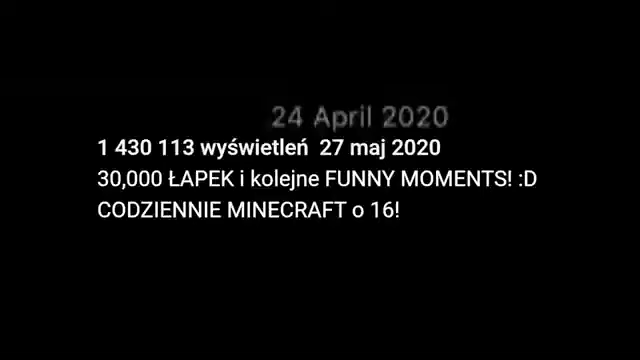 24 April 2020
1 430 113 wyświetleń  27 maj 2020
30,000 ŁAPEK i kolejne FUNNY MOMENTS! :D
CODZIENNIE MINECRAFT o 16!